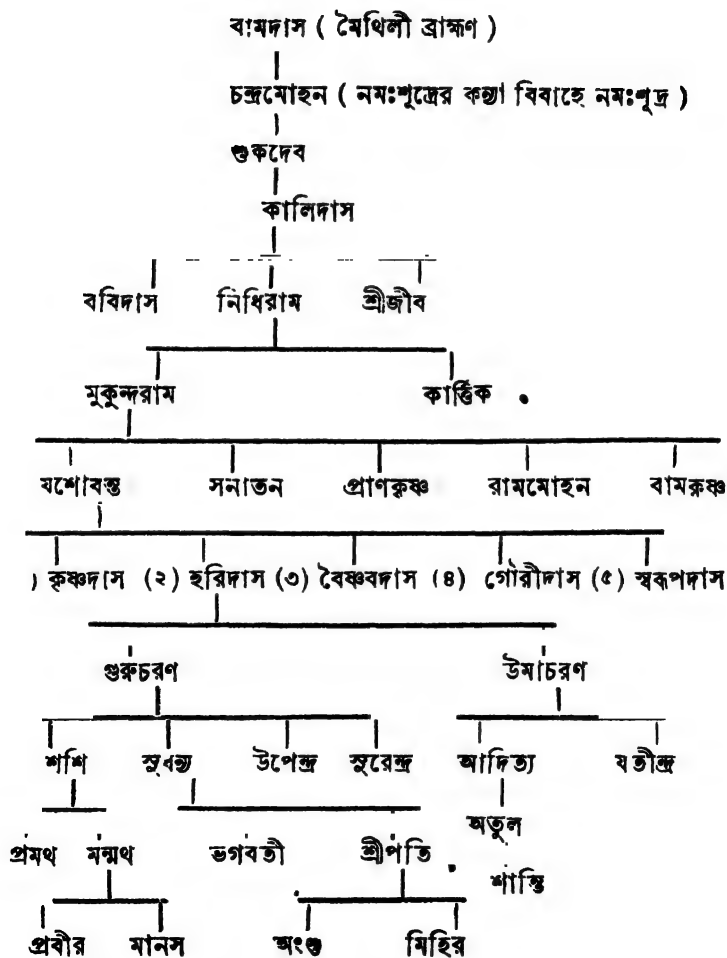 বামদাস ( মৈথিলী ব্রাহ্মণ )
চন্দ্রমোহন ( নমঃশূদ্রের কন্যা বিবাহে নমঃশূদ্র )
শুকদেব
কালিদাস
ববিদাস নিধিরাম শ্রীজীব
মুকুন্দরাম কার্ত্তিক
যশোবন্ত সনাতন প্রাণকৃষ্ণ রামমোহন বামকৃষ্ণ
) কৃষ্ণদাস (২) হরিদাস (৩) বৈষ্ণবদাস (৪) গৌরীদাস (৫) স্বরূপদাস
গুরুচরণ উমাচরণ
শশি সুধন্য উপেন্দ্র সুরেন্দ্র আদিত্য যতীন্দ্র
অতুল
প্রমথ মন্মথ ভগবতী শ্রীপতি
শান্তি
প্রবীর মানস অংশু মিহির